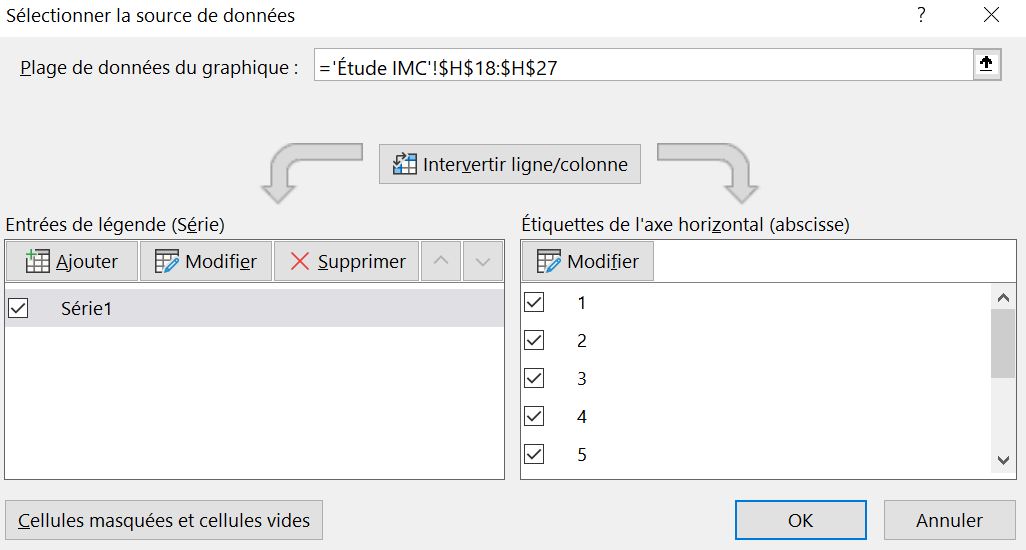 Sélectionner la source de données ?
Plage de données du graphique : ='Étude IMC'!$H$18:$H$27
Intervertir ligne/colonne
Entrées de légende (Série)
Ajouter Modifier Supprimer
Série1
Étiquettes de l'axe horizontal (abscisse)
Modifier
1
2
3
4
5
Cellules masquées et cellules vides
OK Annuler